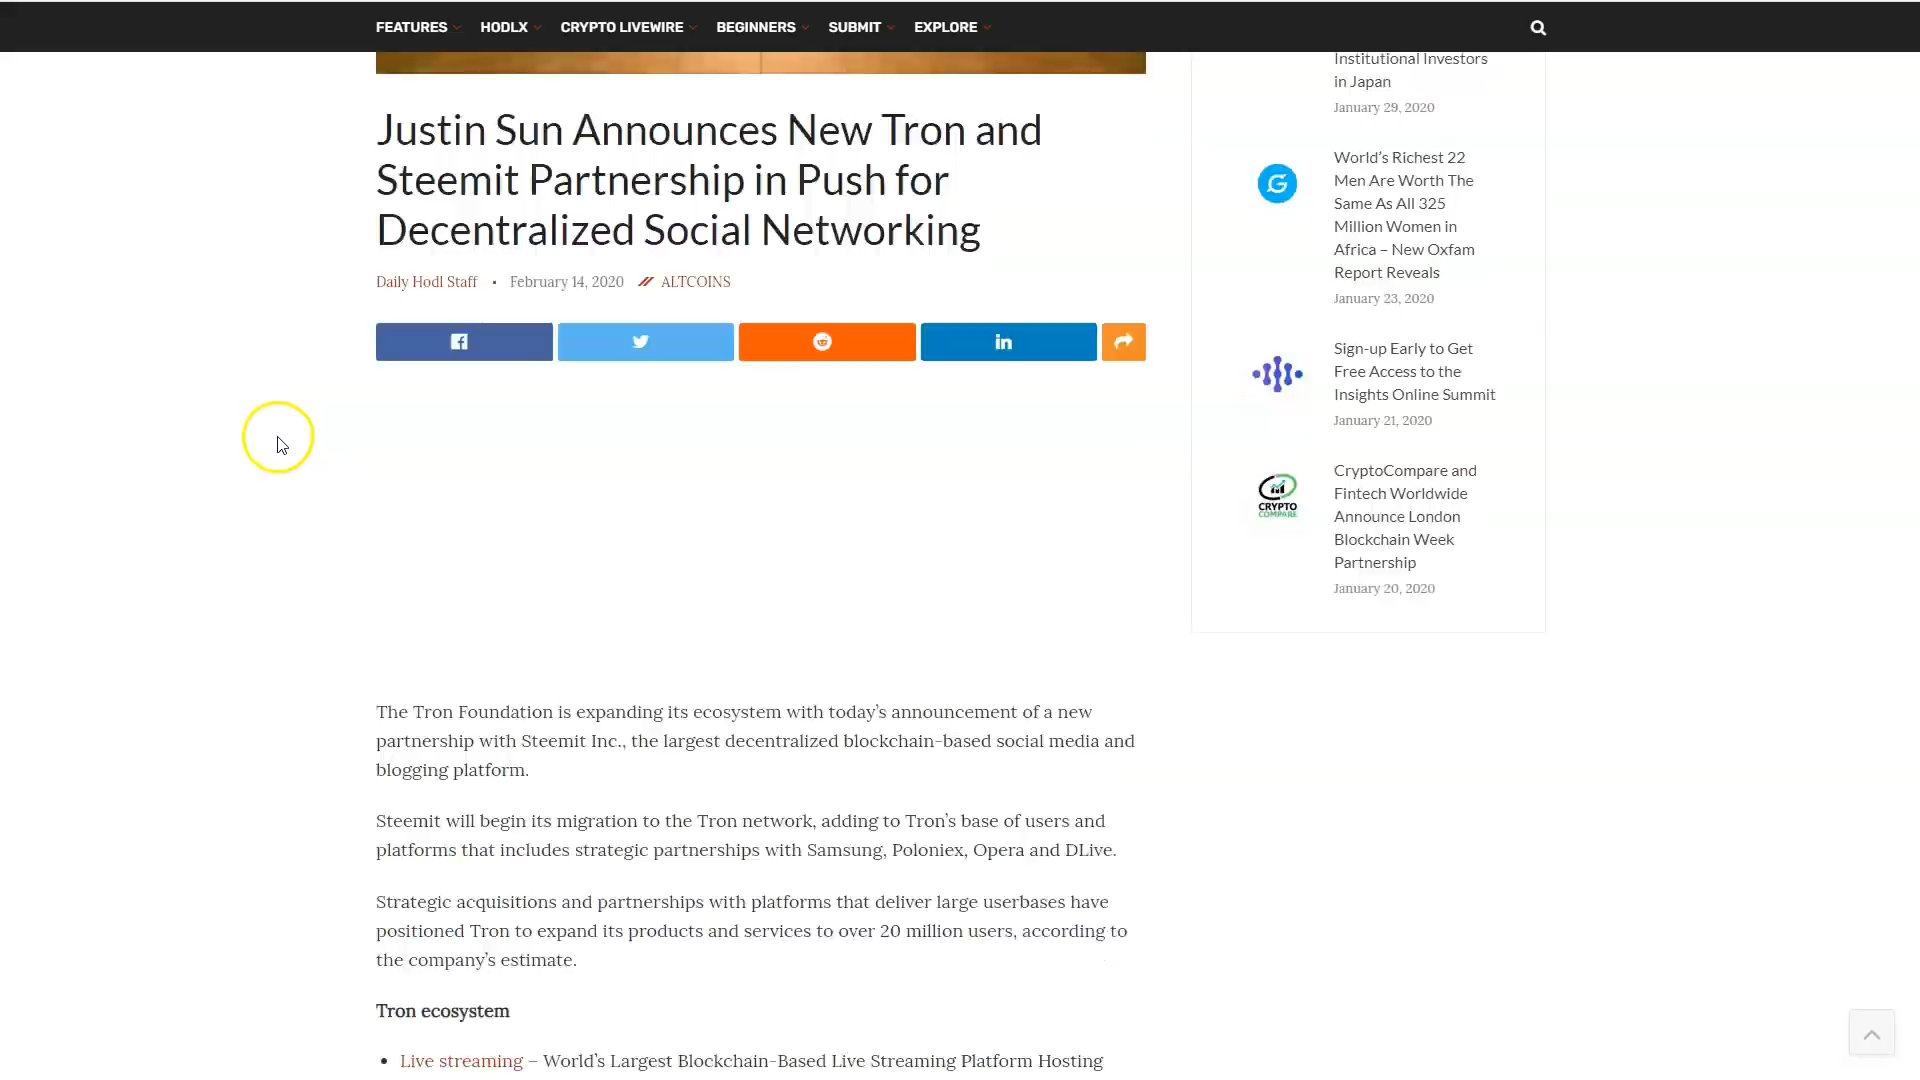 FEATURES HODLX CRYPTO LIVEWIRE BEGINNERS SUBMIT EXPLORE
Justin Sun Announces New Tron and
Steemit Partnership in Push for
Decentralized Social Networking
Daily Hodl Staff • February 14, 2020 // ALTCOINS
The Tron Foundation is expanding its ecosystem with today’s announcement of a new
partnership with Steemit Inc., the largest decentralized blockchain-based social media and
blogging platform.
Steemit will begin its migration to the Tron network, adding to Tron’s base of users and
platforms that includes strategic partnerships with Samsung, Poloniex, Opera and DLive.
Strategic acquisitions and partnerships with platforms that deliver large userbases have
positioned Tron to expand its products and services to over 20 million users, according to
the company’s estimate.
Tron ecosystem
• Live streaming – World’s Largest Blockchain-Based Live Streaming Platform Hosting
Institutional Investors
in Japan
January 29, 2020
World’s Richest 22
Men Are Worth The
Same As All 325
Million Women in
Africa – New Oxfam
Report Reveals
January 23, 2020
Sign-up Early to Get
Free Access to the
Insights Online Summit
January 21, 2020
CRYPTO
COMPARE
CryptoCompare and
Fintech Worldwide
Announce London
Blockchain Week
Partnership
January 20, 2020